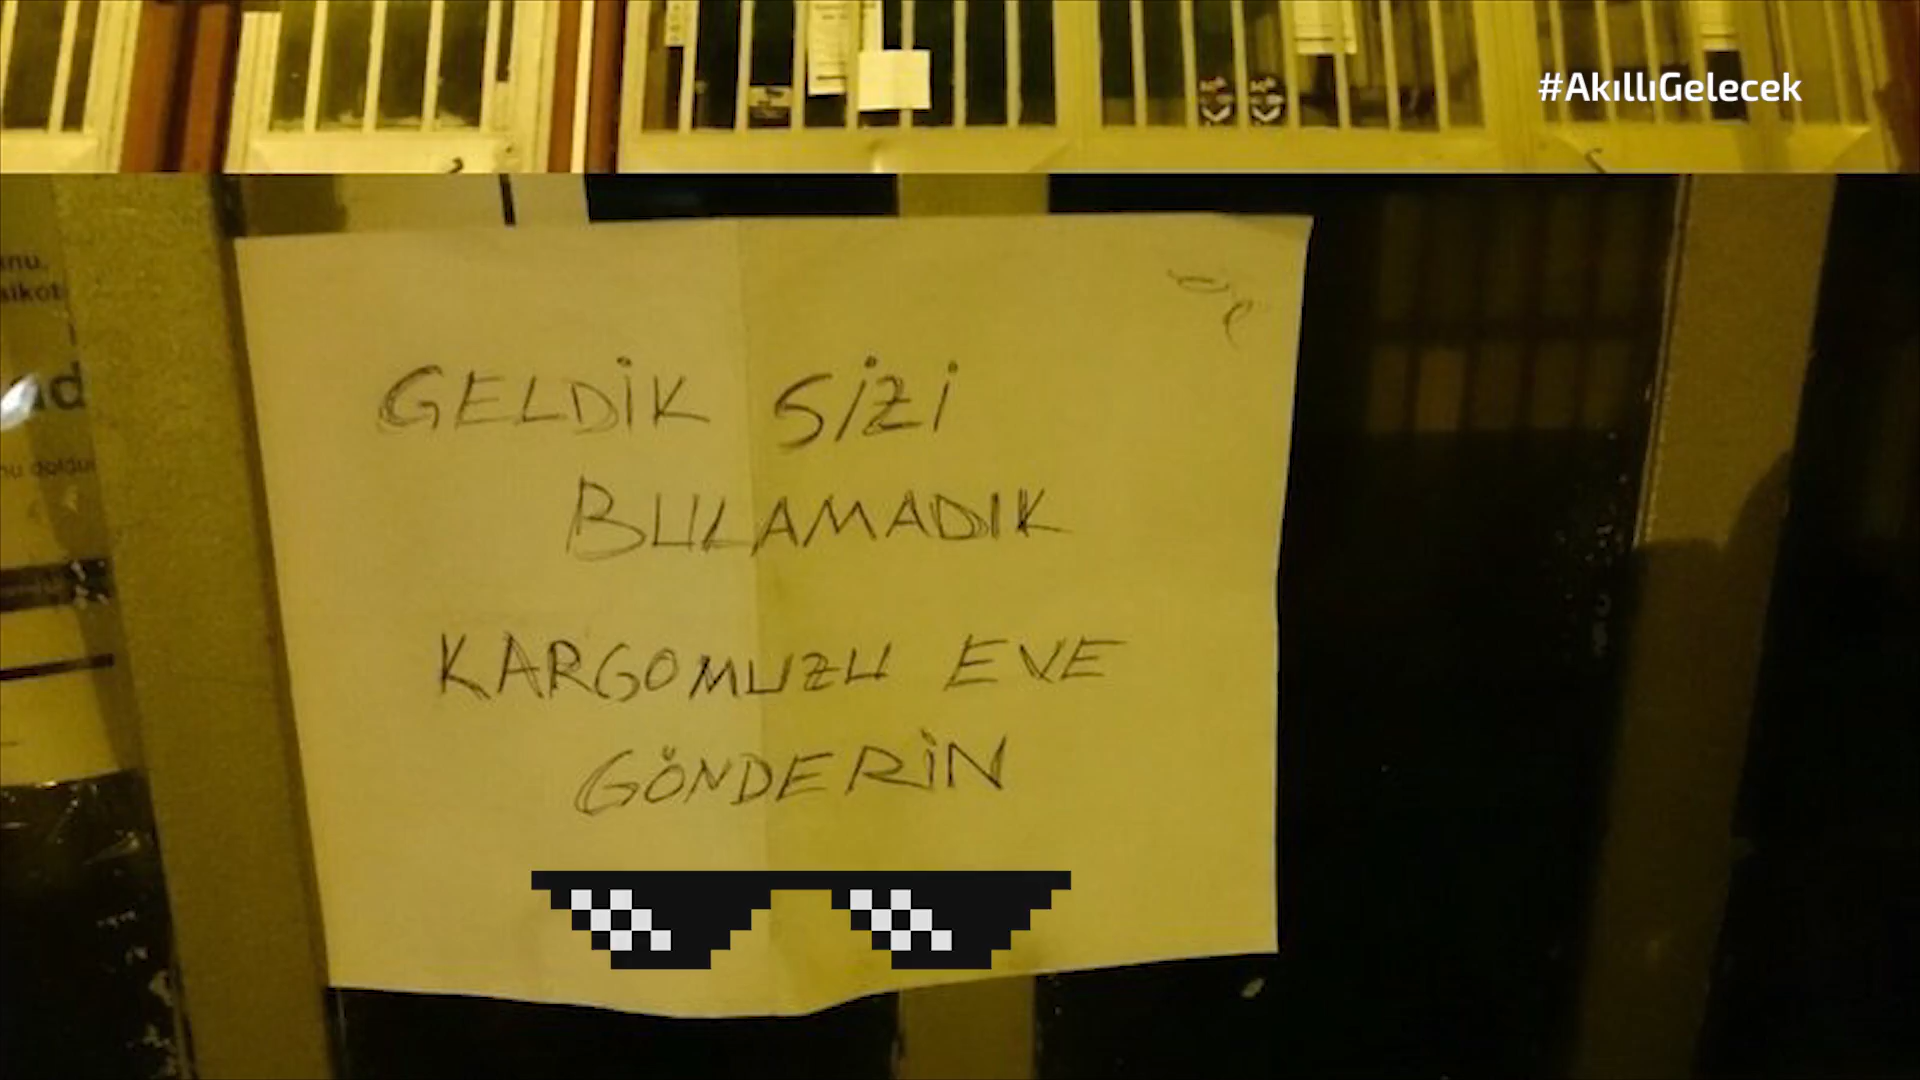 #AkıllıGelecek
GELDİK SİZİ
BULAMADIK
KARGOMUZU EVE
GÖNDERİN